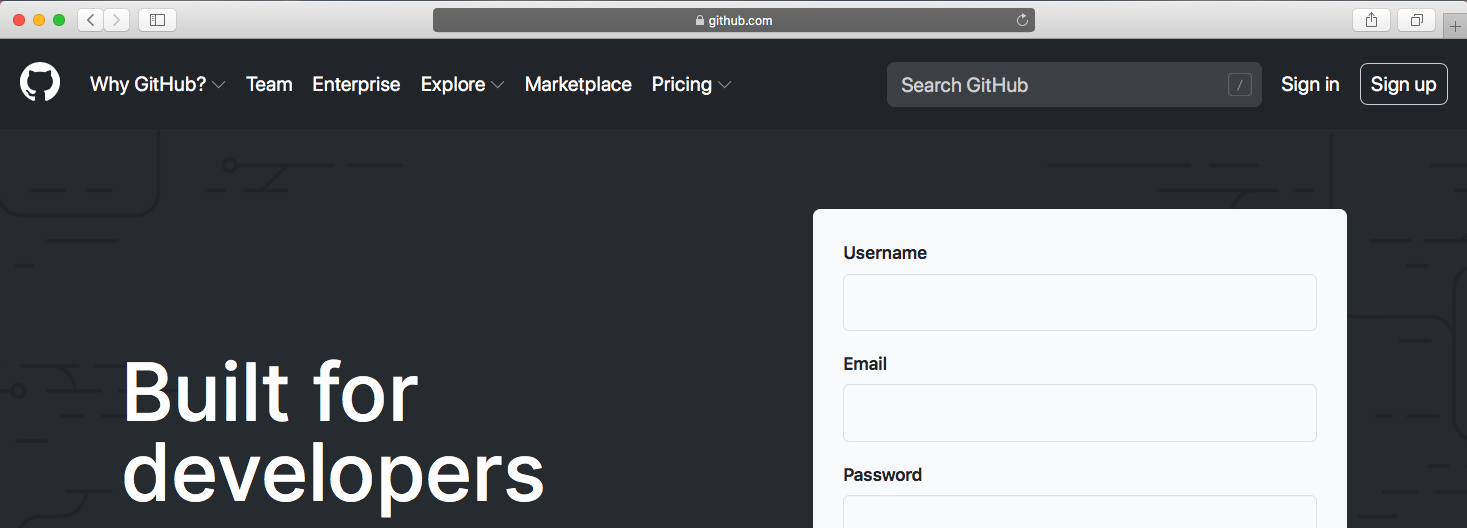 github.com
Why GitHub? Team Enterprise Explore Marketplace Pricing Search GitHub / Sign in Sign up
Username
Email
Built for
developers
Password